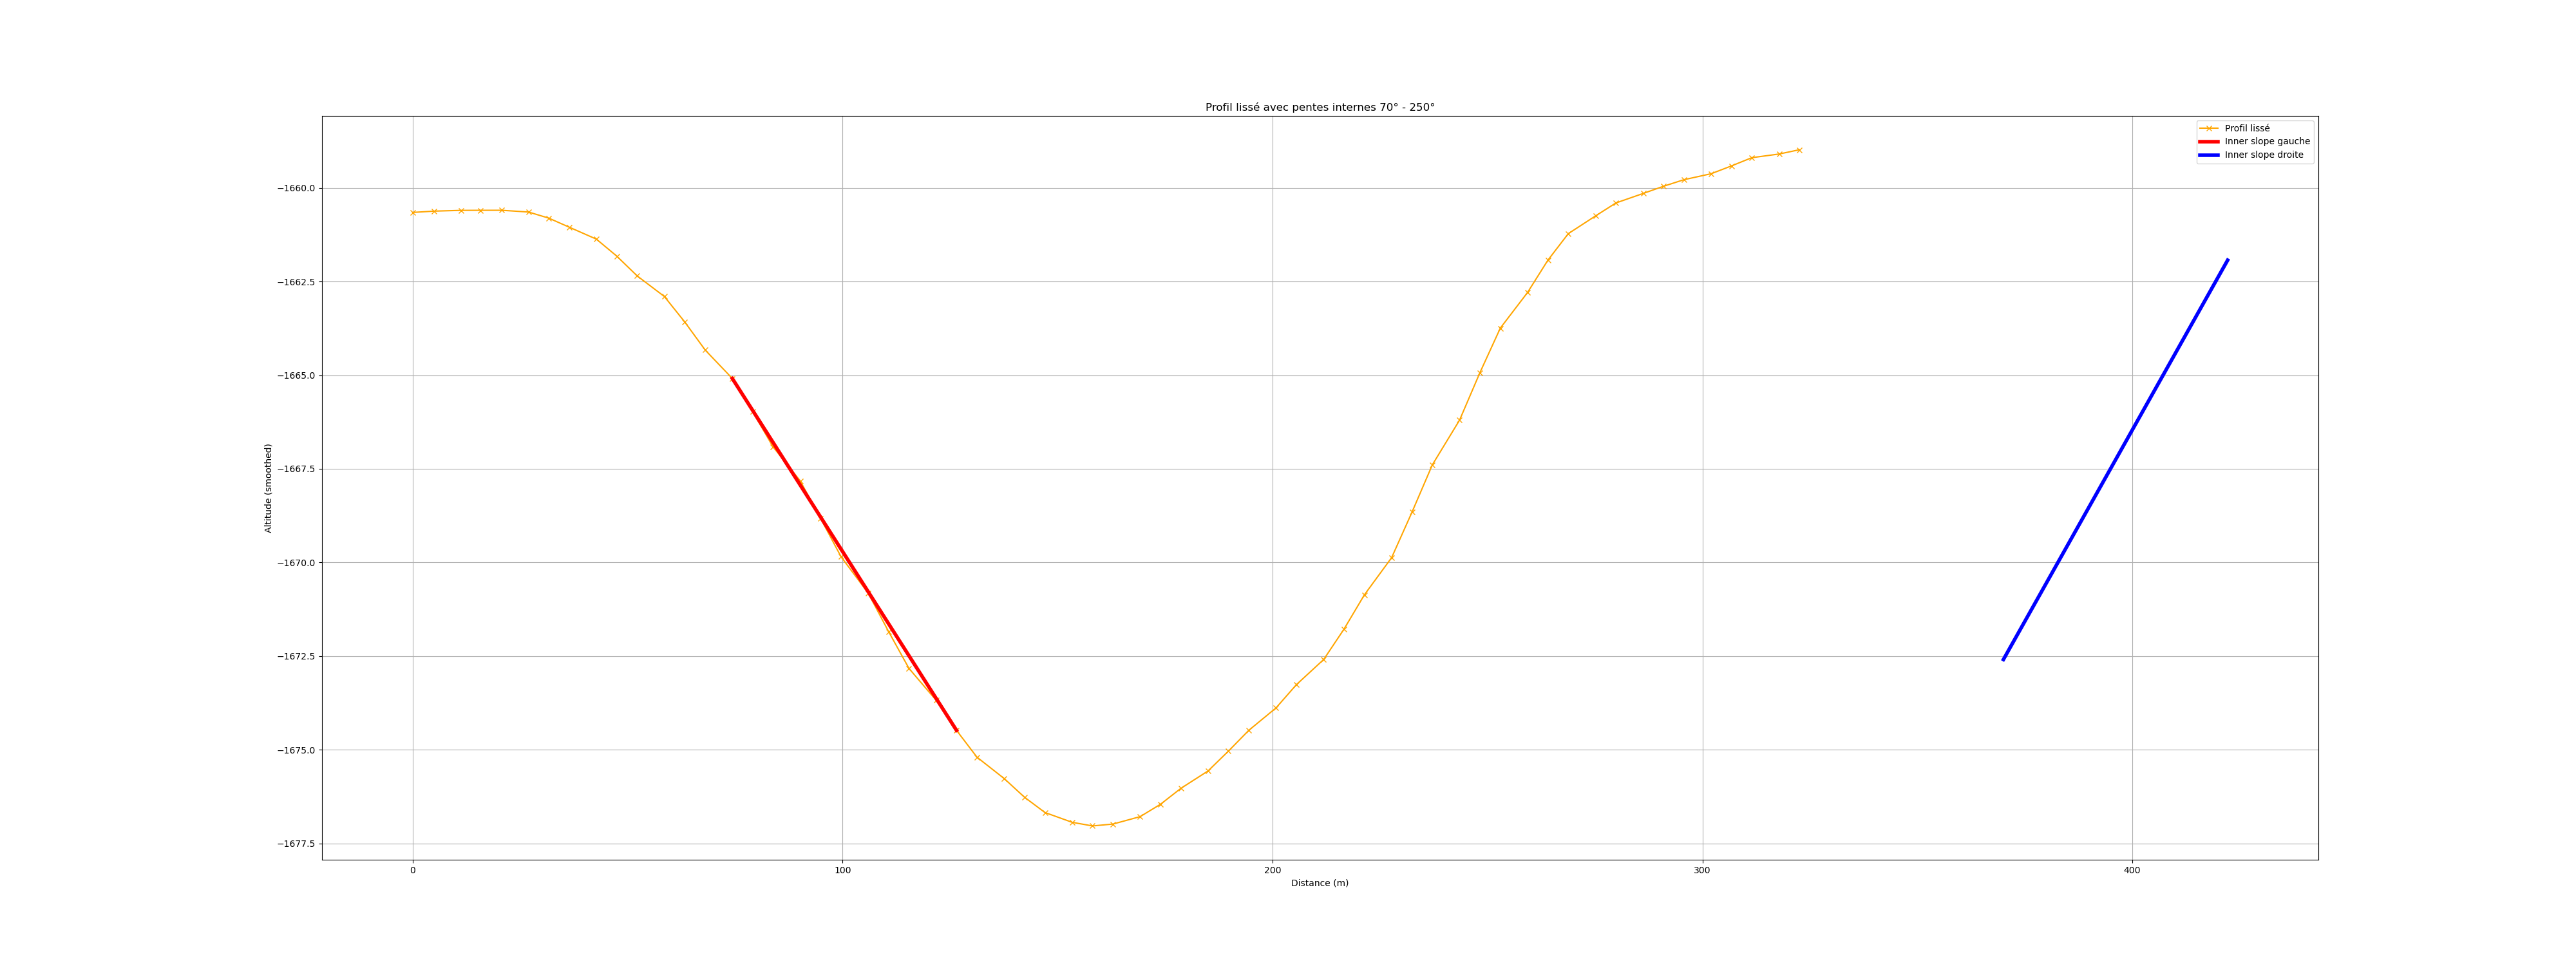 Profil lissé avec pentes internes 70° - 250°
Profil lissé
Inner slope gauche
Inner slope droite
Altitude (smoothed)
−1660.0
−1662.5
−1665.0
−1667.5
−1670.0
−1672.5
−1675.0
−1677.5
0 100 200 300 400
Distance (m)